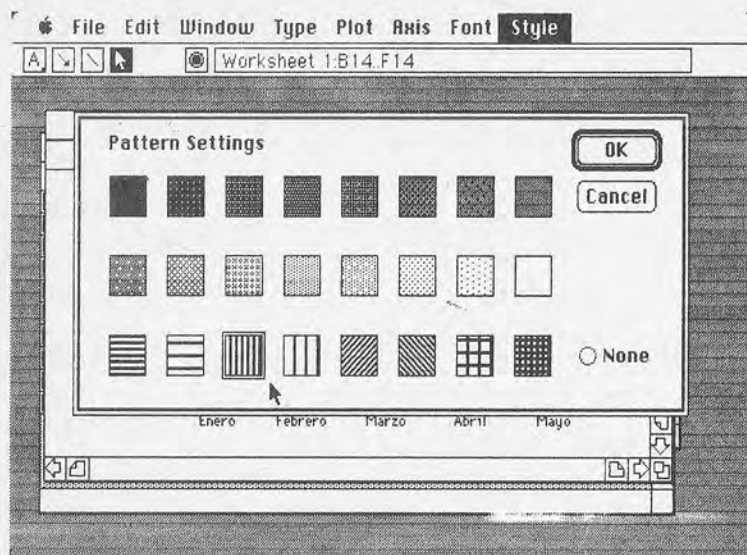 File Edit Window Type Plot Axis Font Style
A Worksheet 1:B14..F14
Pattern Settings
OK
Cancel
None
Enero Febrero Marzo Abril Mayo